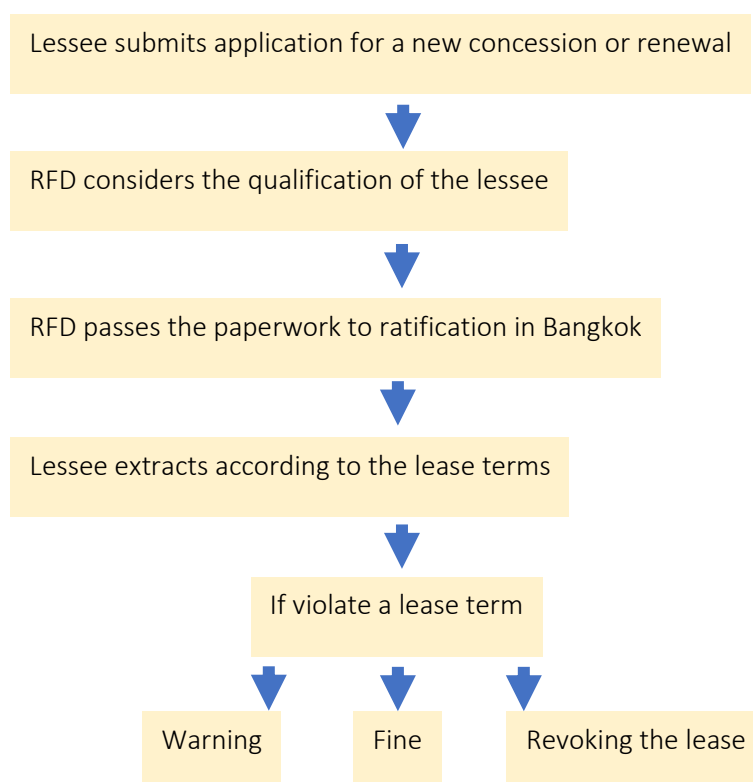 Lessee submits application for a new concession or renewal
RFD considers the qualification of the lessee
RFD passes the paperwork to ratification in Bangkok
Lessee extracts according to the lease terms
If violate a lease term
Warning
Fine
Revoking the lease